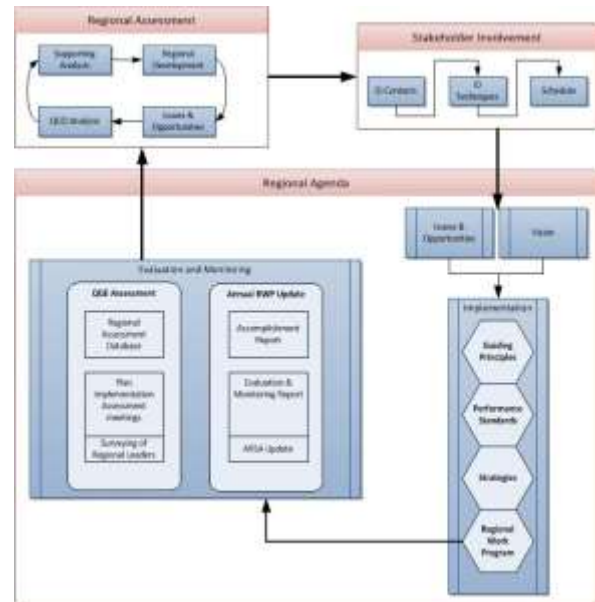 Regional Assessment
Supporting
Analysis
Regional
Development
QCO Analysis
Issues &
Opportunities
Stakeholder Involvement
ID Contacts
ID
Techniques
Schedule
Regional Agenda
Issues &
Opportunities
Vision
Evaluation and Monitoring
Assessment
Regional
Assessment
Database
Plan
Implementation
Assessment
meetings
Surveying of
Regional Leaders
Annual RWP Update
Accomplishment
Report
Evaluation &
Monitoring Report
Update
Implementation
Guiding
Principles
Performance
Standards
Strategies
Regional
Work
Program